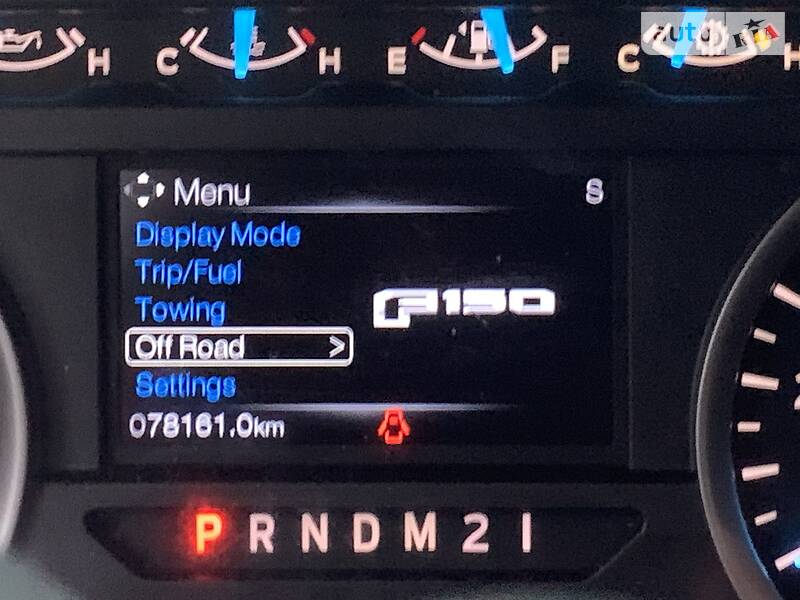 H C H E F C H
Menu S
Display Mode
Trip/Fuel
Towing
F150
Off Road >
Settings
078161.0km
P R N D M 2 1